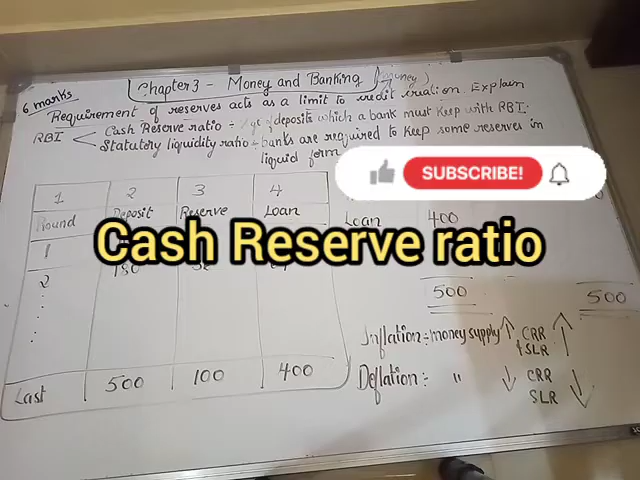 Chapter 3 - Money and Banking (money)
6 marks
Requirement of reserves acts as a limit to credit creation. Explain
RBI
Cash Reserve ratio ÷ % of deposits which a bank must keep with RBI.
Statutory liquidity ratio ÷ banks are required to keep some reserves in
liquid form
SUBSCRIBE!
1 2 3 4
Round Deposit Reserve Loan
Loan 400
Cash Reserve ratio
1
2 180
500 500
Inflation ÷ money supply ↑ CRR ↑
SLR
Last 500 100 400
Deflation ÷ " ↓ CRR ↓
SLR